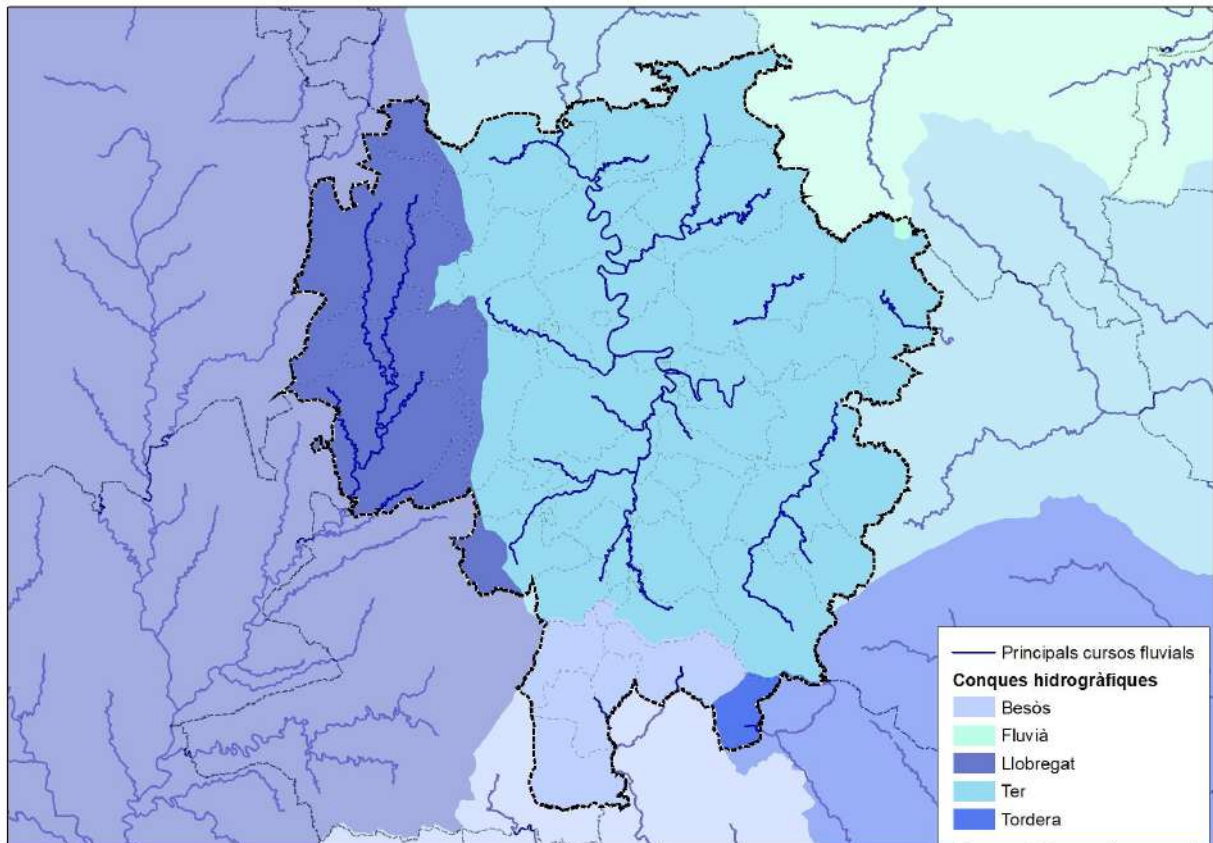 Principals cursos fluvials
Conques hidrogràfiques
Besòs
Fluvià
Llobregat
Ter
Tordera